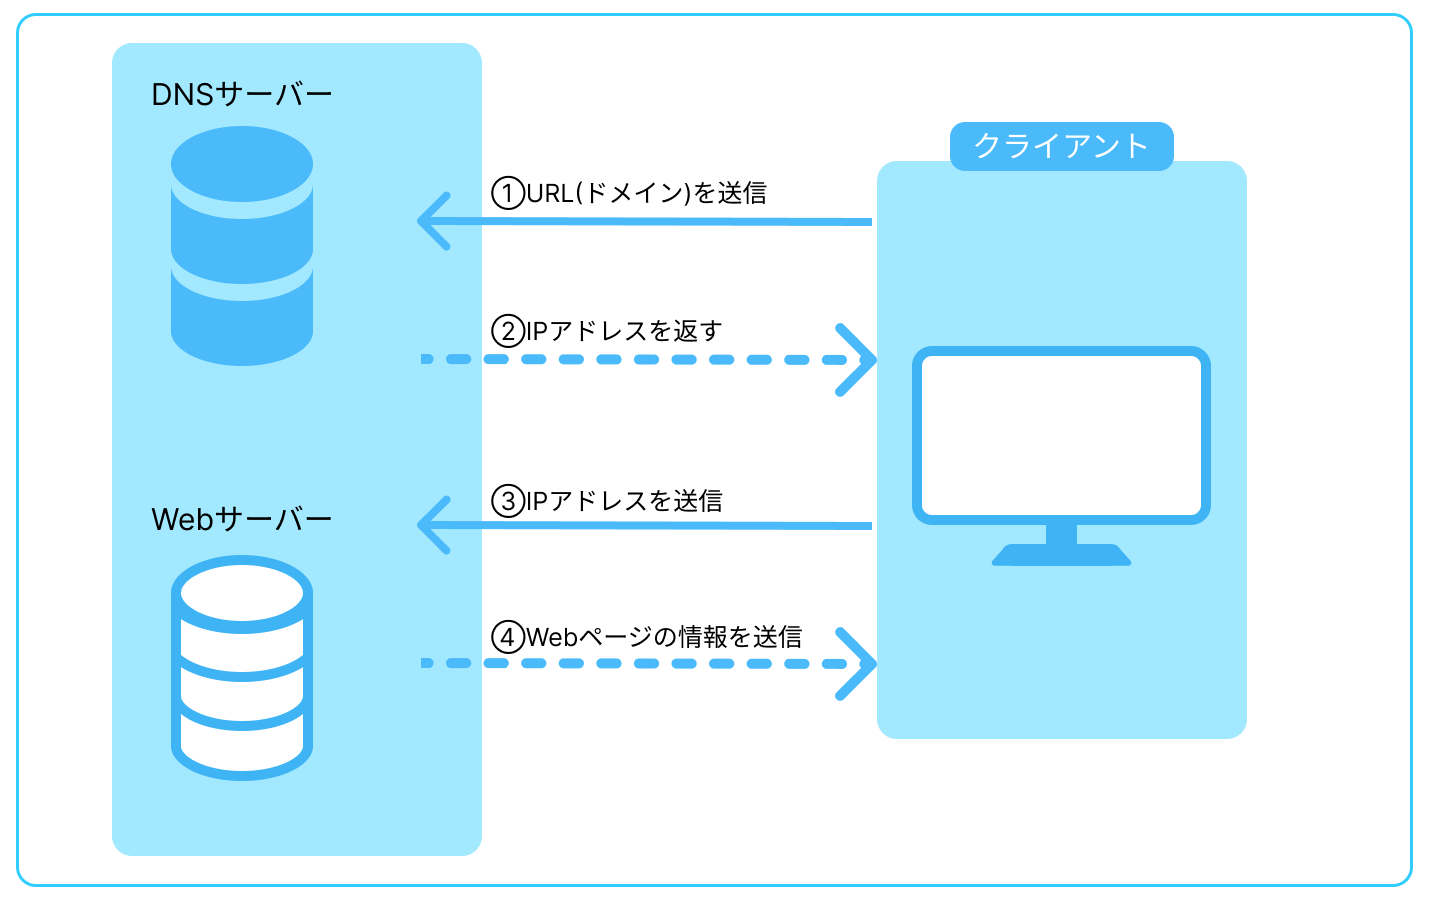 DNSサーバー
クライアント
①URL(ドメイン)を送信
②IPアドレスを返す
③IPアドレスを送信
Webサーバー
④Webページの情報を送信